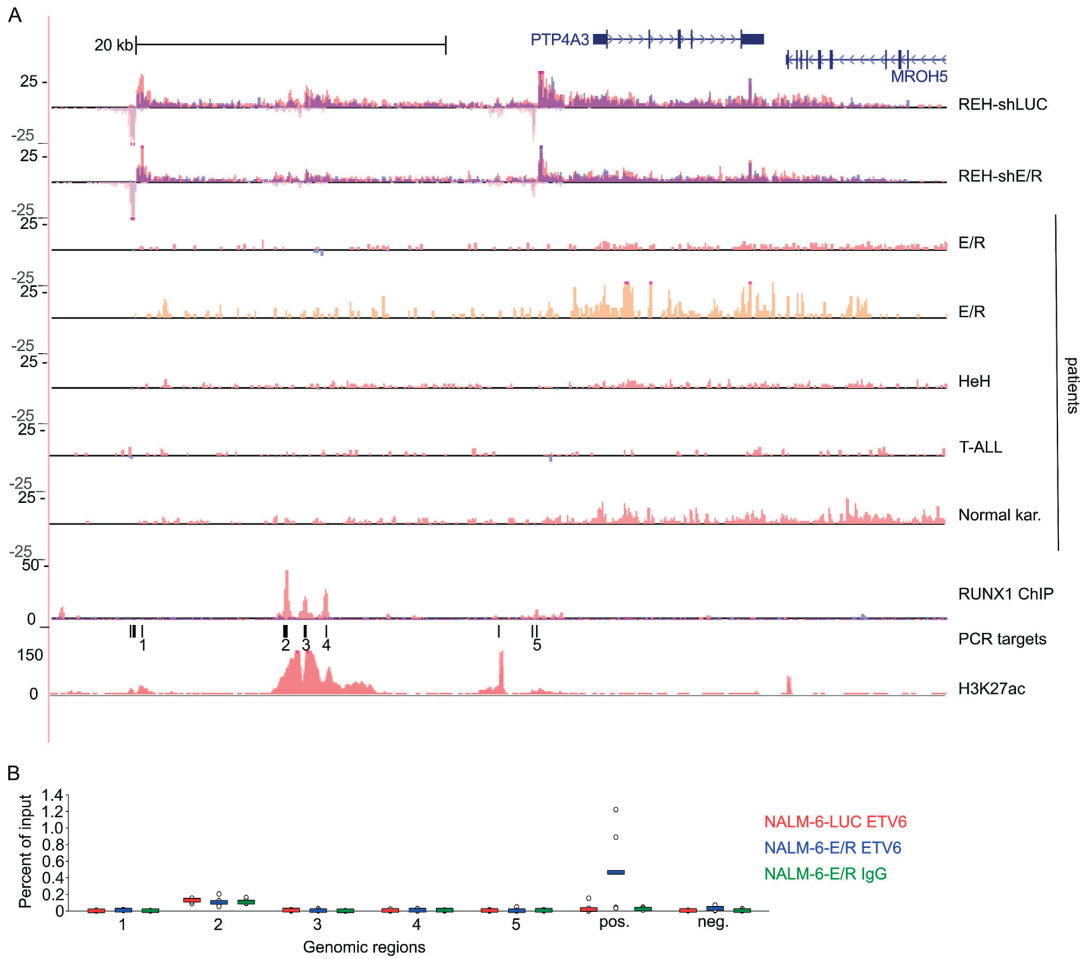 A
20 kb
PTP4A3
MROH5
25
-25
REH-shLUC
25
-25
REH-shE/R
25
-25
E/R
25
-25
E/R
25
-25
HeH
25
-25
T-ALL
25
-25
Normal kar.
patients
50
0
RUNX1 ChIP
1 2 3 4 5
PCR targets
150
0
H3K27ac
B
Percent of input
1.4
1.2
1.0
0.8
0.6
0.4
0.2
0
1 2 3 4 5 pos. neg.
Genomic regions
NALM-6-LUC ETV6
NALM-6-E/R ETV6
NALM-6-E/R IgG